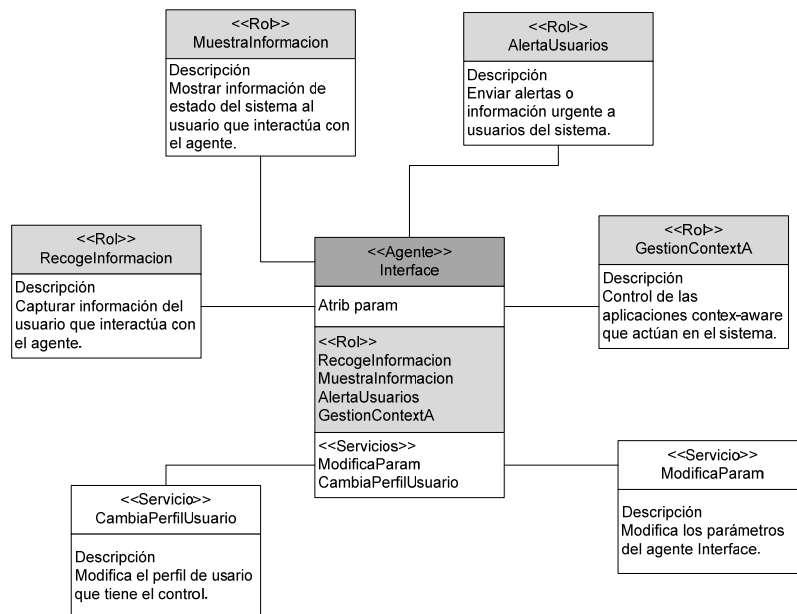 <<Rol>>
MuestraInformacion
Descripción
Mostrar información de
estado del sistema al
usuario que interactúa con
el agente.
<<Rol>>
AlertaUsuarios
Descripción
Enviar alertas o
información urgente a
usuarios del sistema.
<<Rol>>
RecogeInformacion
Descripción
Capturar información del
usuario que interactúa con
el agente.
<<Agente>>
Interface
Atrib param
<<Rol>>
RecogeInformacion
MuestraInformacion
AlertaUsuarios
GestionContextA
<<Servicios>>
ModificaParam
CambiaPerfilUsuario
<<Rol>>
GestionContextA
Descripción
Control de las
aplicaciones contex-aware
que actúan en el sistema.
<<Servicio>>
CambiaPerfilUsuario
Descripción
Modifica el perfil de usario
que tiene el control.
<<Servicio>>
ModificaParam
Descripción
Modifica los parámetros
del agente Interface.